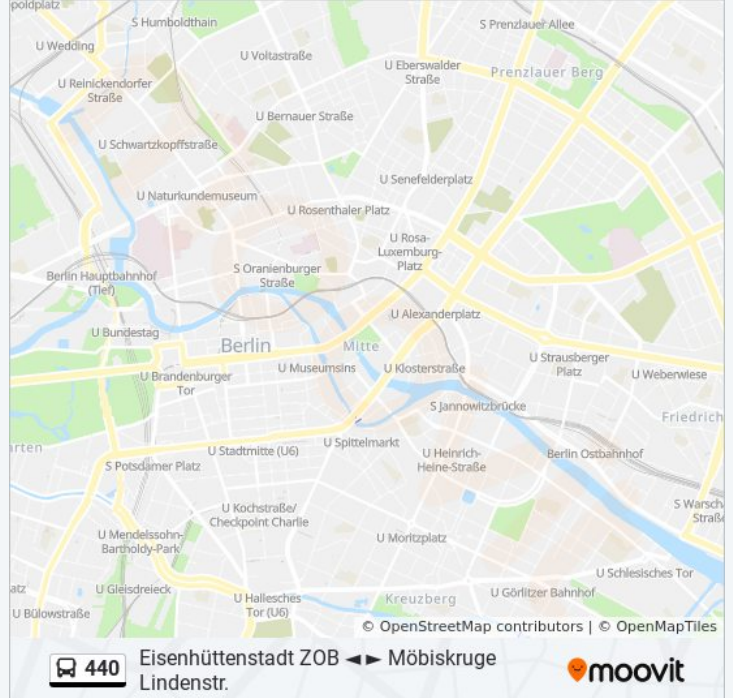 poldplatz
S Humboldthain
S Prenzlauer Allee
U Wedding
U Voltastraße
U Eberswalder
Straße
Prenzlauer Berg
U Reinickendorfer
Straße
U Bernauer Straße
U Schwartzkopffstraße
U Senefelderplatz
U Naturkundemuseum
U Rosenthaler Platz
U Rosa-
Luxemburg-
Platz
Berlin Hauptbahnhof
(Tief)
S Oranienburger
Straße
U Alexanderplatz
U Bundestag
Berlin
Mitte
U Strausberger
Platz
U Museumsins
U Klosterstraße
U Weberwiese
U Brandenburger
Tor
S Jannowitzbrücke
Friedrich
rten
U Stadtmitte (U6)
U Spittelmarkt
U Heinrich-
Heine-Straße
Berlin Ostbahnhof
S Potsdamer Platz
S Warsch
Straße
U Kochstraße/
Checkpoint Charlie
U Mendelssohn-
Bartholdy-Park
U Moritzplatz
U Schlesisches Tor
atz
U Gleisdreieck
U Hallesches
Tor (U6)
Kreuzberg
U Görlitzer Bahnhof
U Bülowstraße
© OpenStreetMap contributors | © OpenMapTiles
440
Eisenhüttenstadt ZOB ◄► Möbiskruge
Lindenstr.
moovit